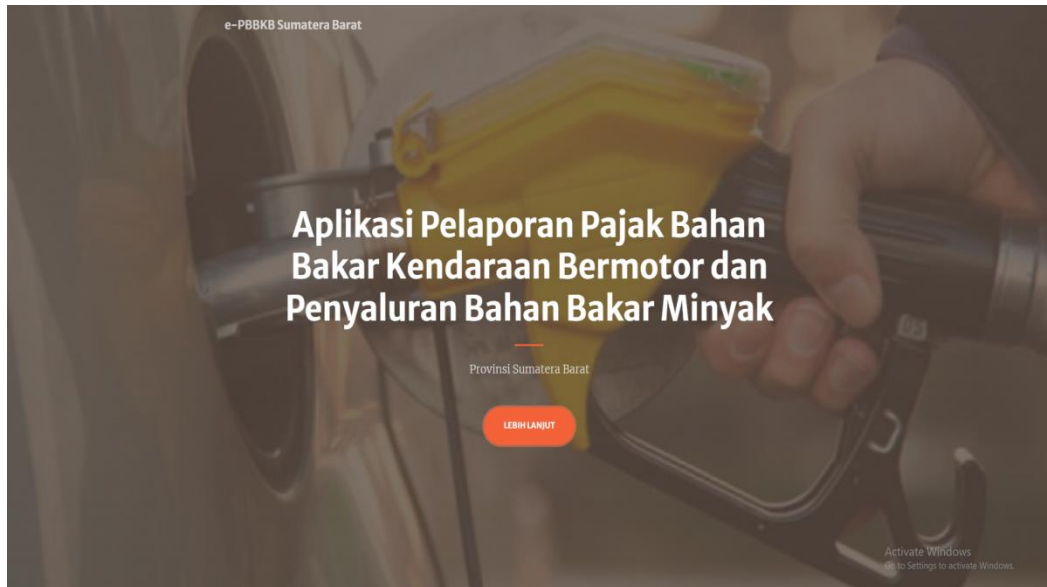 e-PBBKB Sumatera Barat
Aplikasi Pelaporan Pajak Bahan
Bakar Kendaraan Bermotor dan
Penyaluran Bahan Bakar Minyak
Provinsi Sumatera Barat
LEBIH LANJUT
Activate Windows
Go to Settings to activate Windows.